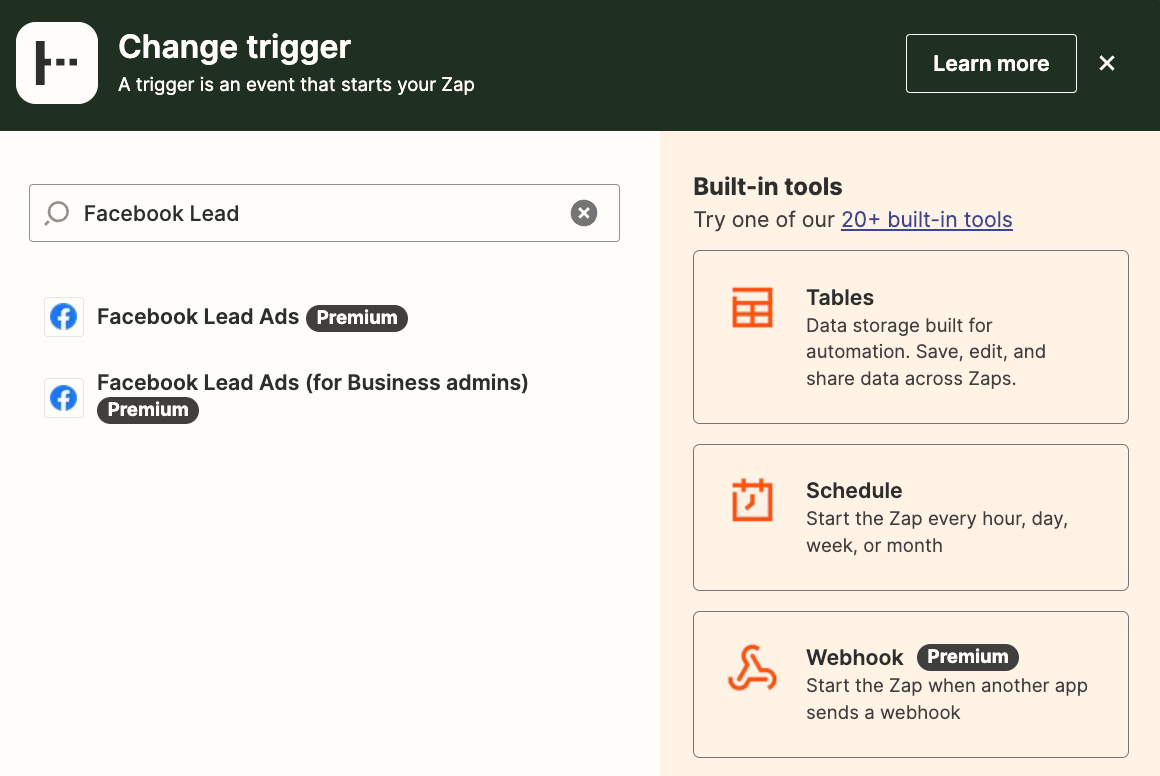 Change trigger
A trigger is an event that starts your Zap
Learn more
Facebook Lead
Facebook Lead Ads Premium
Facebook Lead Ads (for Business admins)
Premium
Built-in tools
Try one of our 20+ built-in tools
Tables
Data storage built for
automation. Save, edit, and
share data across Zaps.
Schedule
Start the Zap every hour, day,
week, or month
Webhook Premium
Start the Zap when another app
sends a webhook